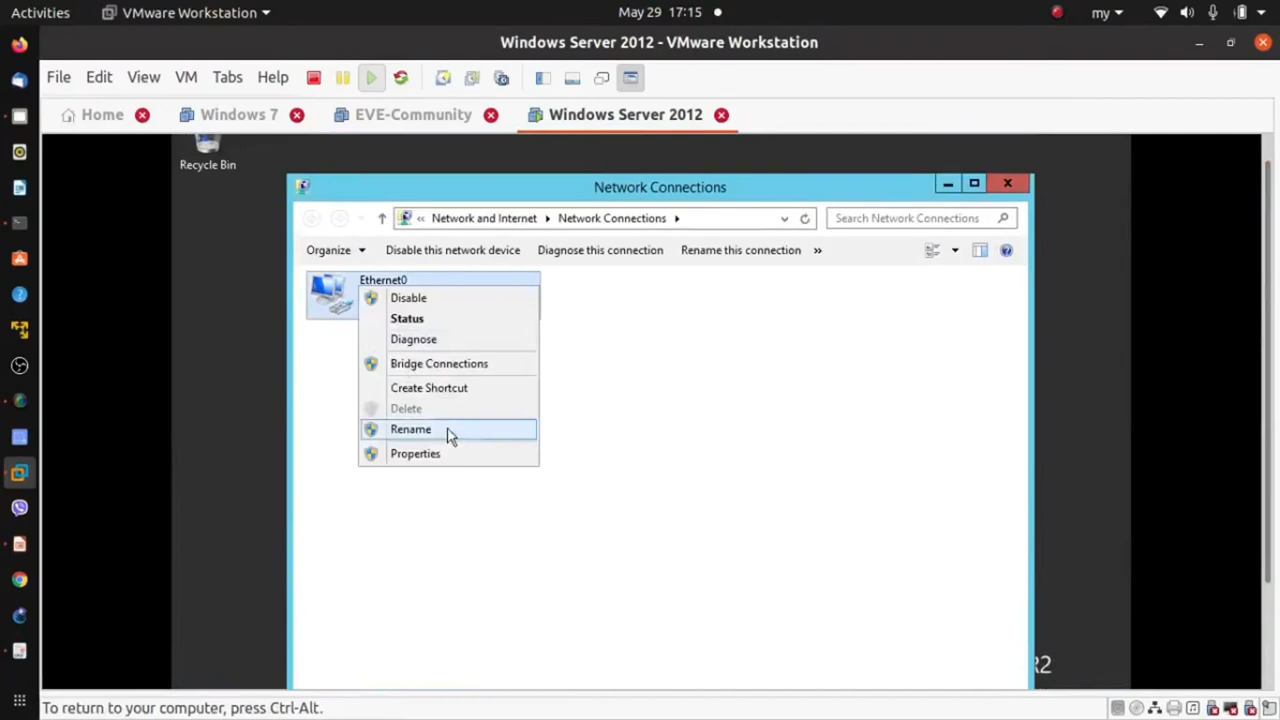 Activities VMware Workstation May 29 17:15 my
Windows Server 2012 - VMware Workstation
File Edit View VM Tabs Help
Home Windows 7 EVE-Community Windows Server 2012
Recycle Bin
Network Connections
« Network and Internet Network Connections Search Network Connections
Organize Disable this network device Diagnose this connection Rename this connection »
Ethernet0
Disable
Status
Diagnose
Bridge Connections
Create Shortcut
Delete
Rename
Properties
R2
To return to your computer, press Ctrl-Alt.